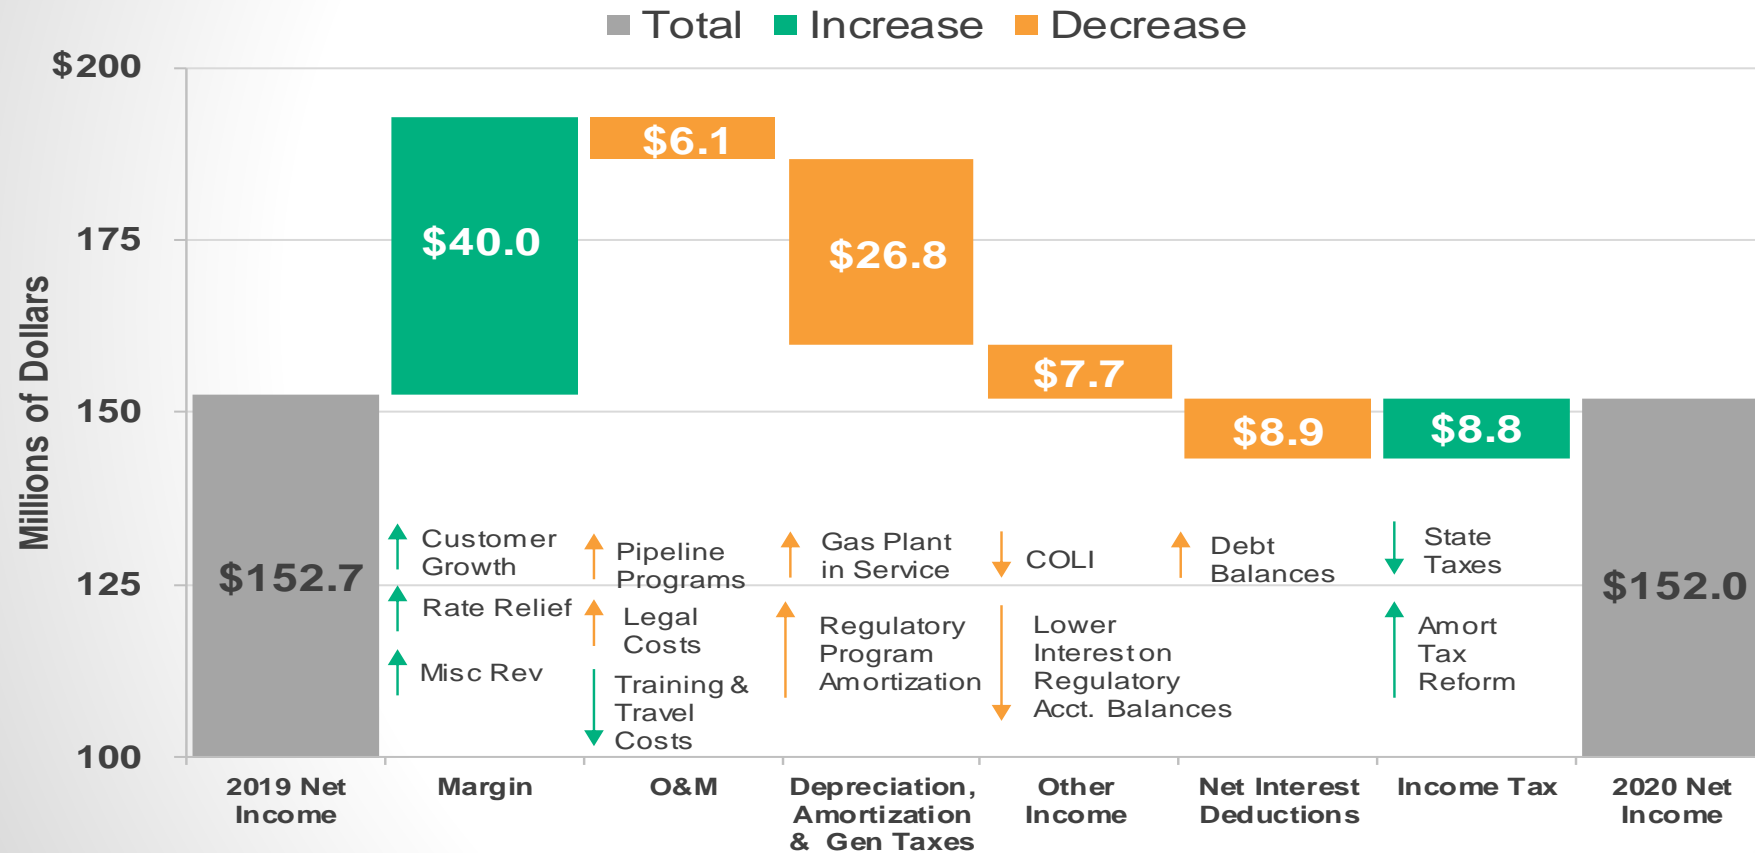 Total Increase Decrease
$200
175
150
125
100
Millions of Dollars
$152.7
$40.0
$6.1
$26.8
$7.7
$8.9
$8.8
$152.0
Customer
Growth
Rate Relief
Misc Rev
Pipeline
Programs
Legal
Costs
Training &
Travel
Costs
Gas Plant
in Service
Regulatory
Program
Amortization
COLI
Lower
Interest on
Regulatory
Acct. Balances
Debt
Balances
State
Taxes
Amort
Tax
Reform
2019 Net
Income
Margin
O&M
Depreciation,
Amortization
& Gen Taxes
Other
Income
Net Interest
Deductions
Income Tax
2020 Net
Income